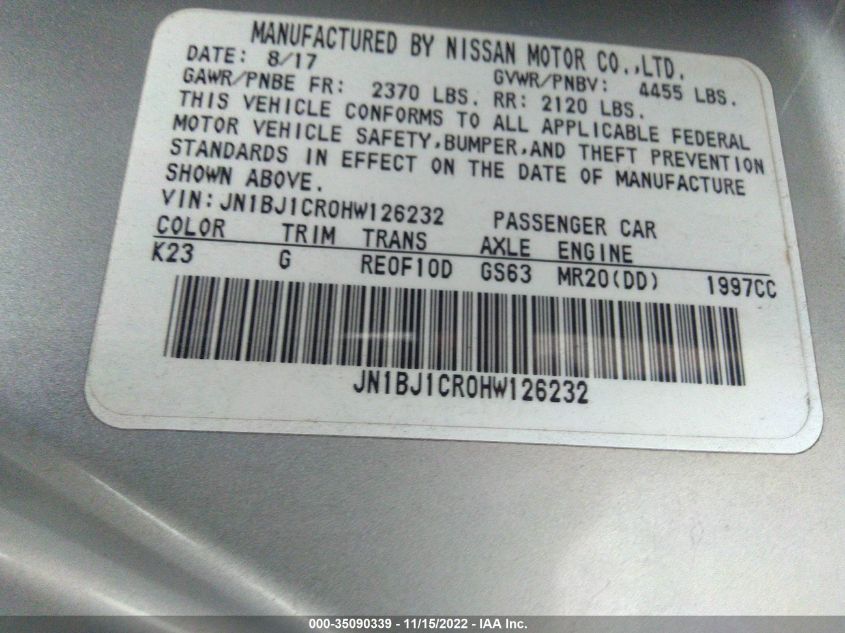 MANUFACTURED BY NISSAN MOTOR CO.,LTD.
DATE: 8/17 GVWR/PNBV: 4455 LBS.
GAWR/PNBE FR: 2370 LBS. RR: 2120 LBS.
THIS VEHICLE CONFORMS TO ALL APPLICABLE FEDERAL
MOTOR VEHICLE SAFETY,BUMPER,AND THEFT PREVENTION
STANDARDS IN EFFECT ON THE DATE OF MANUFACTURE
SHOWN ABOVE.
VIN:JN1BJ1CR0HW126232 PASSENGER CAR
COLOR TRIM TRANS AXLE ENGINE
K23 G RE0F10D GS63 MR20(DD) 1997CC
JN1BJ1CR0HW126232
000-35090339 - 11/15/2022 - IAA Inc.